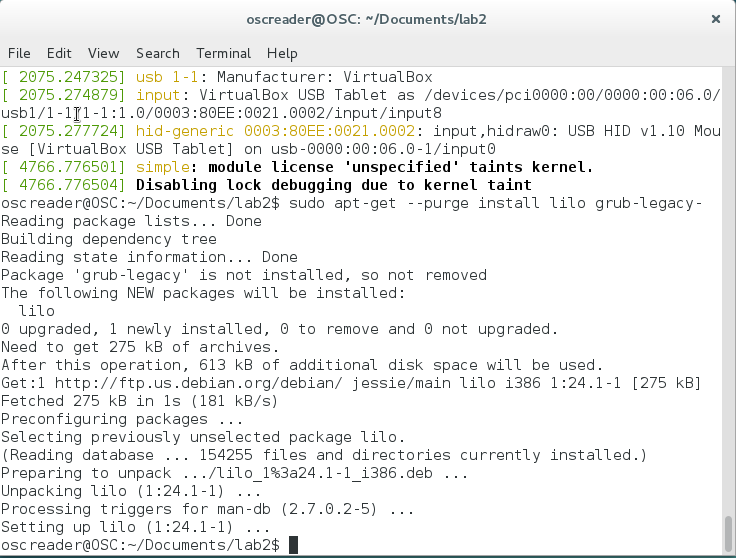 oscreader@OSC: ~/Documents/lab2
File Edit View Search Terminal Help
[ 2075.247325] usb 1-1: Manufacturer: VirtualBox
[ 2075.274879] input: VirtualBox USB Tablet as /devices/pci0000:00/0000:00:06.0/
usb1/1-1/1-1:1.0/0003:80EE:0021.0002/input/input8
[ 2075.277724] hid-generic 0003:80EE:0021.0002: input,hidraw0: USB HID v1.10 Mou
se [VirtualBox USB Tablet] on usb-0000:00:06.0-1/input0
[ 4766.776501] simple: module license 'unspecified' taints kernel.
[ 4766.776504] Disabling lock debugging due to kernel taint
oscreader@OSC:~/Documents/lab2$ sudo apt-get --purge install lilo grub-legacy-
Reading package lists... Done
Building dependency tree
Reading state information... Done
Package 'grub-legacy' is not installed, so not removed
The following NEW packages will be installed:
  lilo
0 upgraded, 1 newly installed, 0 to remove and 0 not upgraded.
Need to get 275 kB of archives.
After this operation, 613 kB of additional disk space will be used.
Get:1 http://ftp.us.debian.org/debian/ jessie/main lilo i386 1:24.1-1 [275 kB]
Fetched 275 kB in 1s (181 kB/s)
Preconfiguring packages ...
Selecting previously unselected package lilo.
(Reading database ... 154255 files and directories currently installed.)
Preparing to unpack .../lilo_1%3a24.1-1_i386.deb ...
Unpacking lilo (1:24.1-1) ...
Processing triggers for man-db (2.7.0.2-5) ...
Setting up lilo (1:24.1-1) ...
oscreader@OSC:~/Documents/lab2$